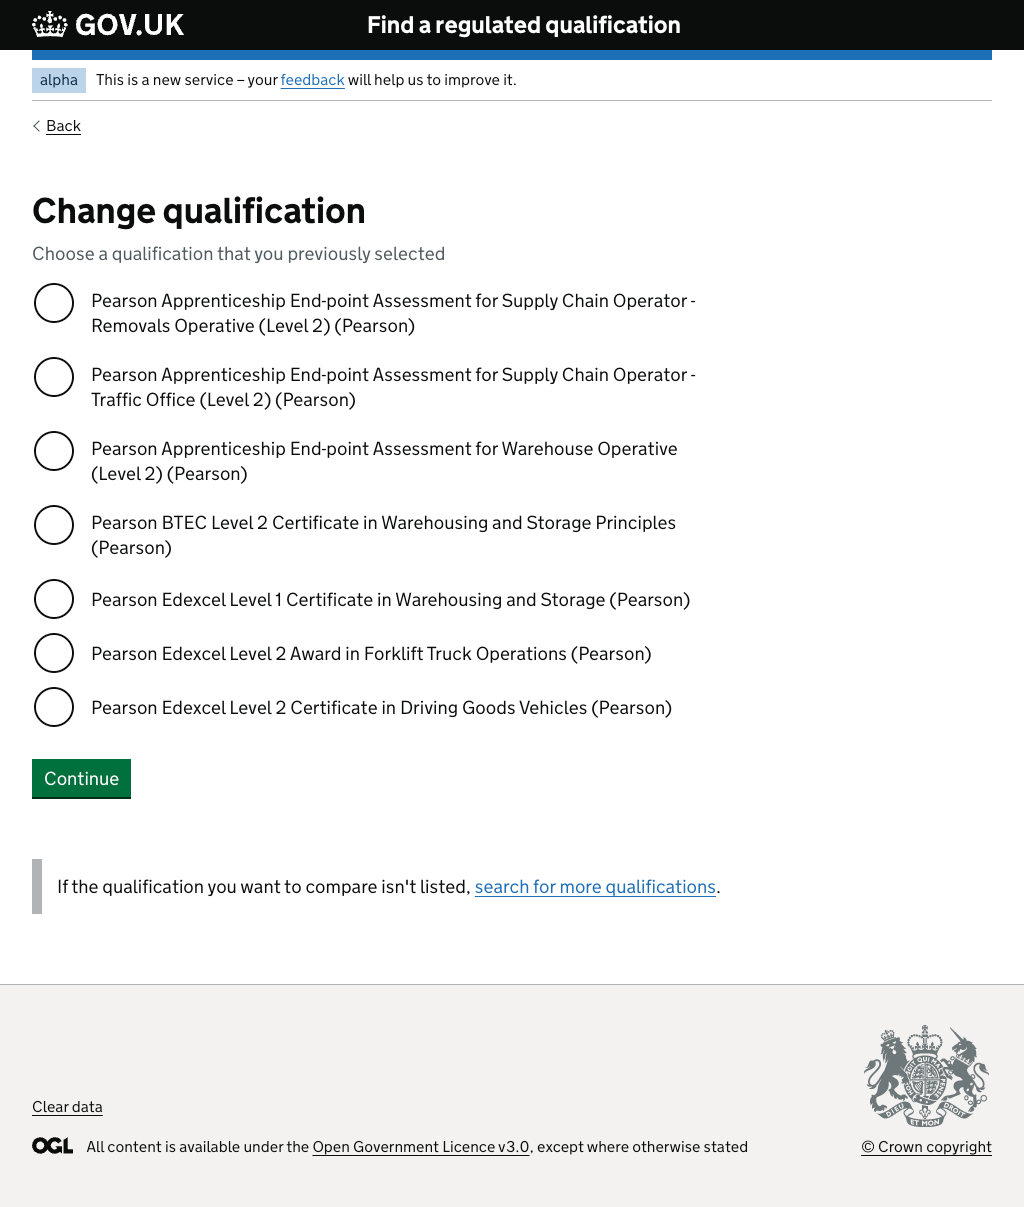 GOV.UK
Find a regulated qualification
alpha This is a new service – your feedback will help us to improve it.
Back
Change qualification
Choose a qualification that you previously selected
Pearson Apprenticeship End-point Assessment for Supply Chain Operator -
Removals Operative (Level 2) (Pearson)
Pearson Apprenticeship End-point Assessment for Supply Chain Operator -
Traffic Office (Level 2) (Pearson)
Pearson Apprenticeship End-point Assessment for Warehouse Operative
(Level 2) (Pearson)
Pearson BTEC Level 2 Certificate in Warehousing and Storage Principles
(Pearson)
Pearson Edexcel Level 1 Certificate in Warehousing and Storage (Pearson)
Pearson Edexcel Level 2 Award in Forklift Truck Operations (Pearson)
Pearson Edexcel Level 2 Certificate in Driving Goods Vehicles (Pearson)
Continue
If the qualification you want to compare isn't listed, search for more qualifications.
Clear data
DIEU ET MON DROIT
OGL All content is available under the Open Government Licence v3.0, except where otherwise stated
© Crown copyright